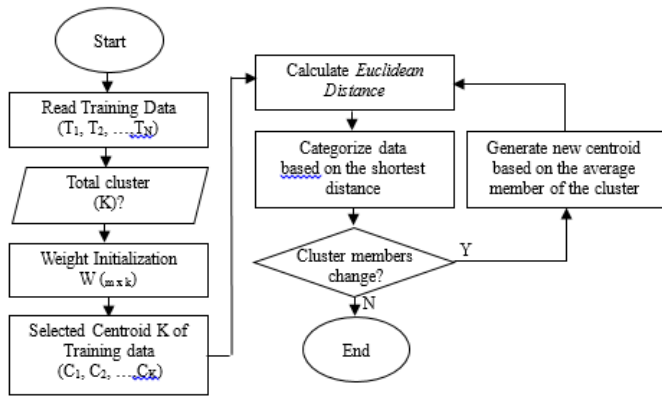 Start
Read Training Data
(T₁, T₂, …,T_N)
Total cluster
(K)?
Weight Initialization
W (m x k)
Selected Centroid K of
Training data
(C₁, C₂, …,C_K)
Calculate Euclidean
Distance
Categorize data
based on the shortest
distance
Cluster members
change?
Y
N
End
Generate new centroid
based on the average
member of the cluster